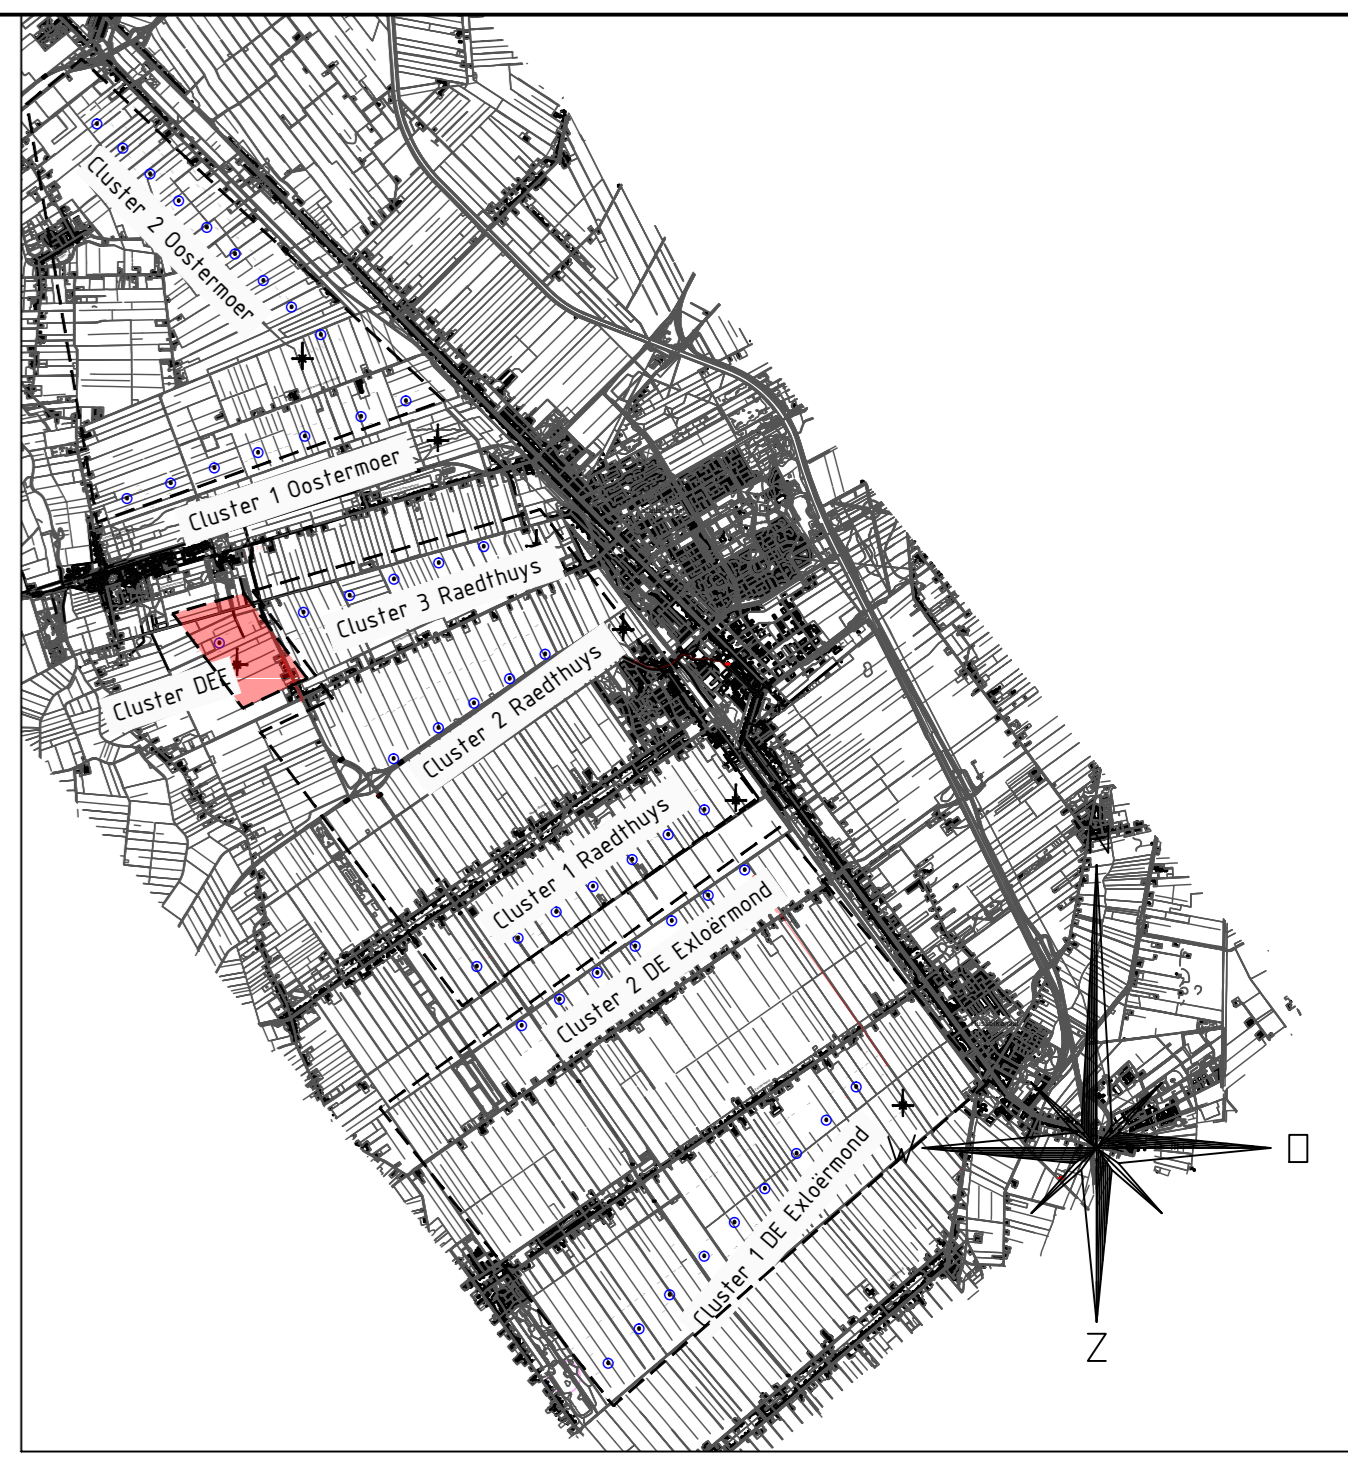 Cluster 2 Oostermoer
Cluster 1 Oostermoer
Cluster 3 Raedthuys
Cluster DEE
Cluster 2 Raedthuys
Cluster 1 Raedthuys
Cluster 2 DE Exloërmond
Cluster 1 DE Exloërmond
W
O
Z